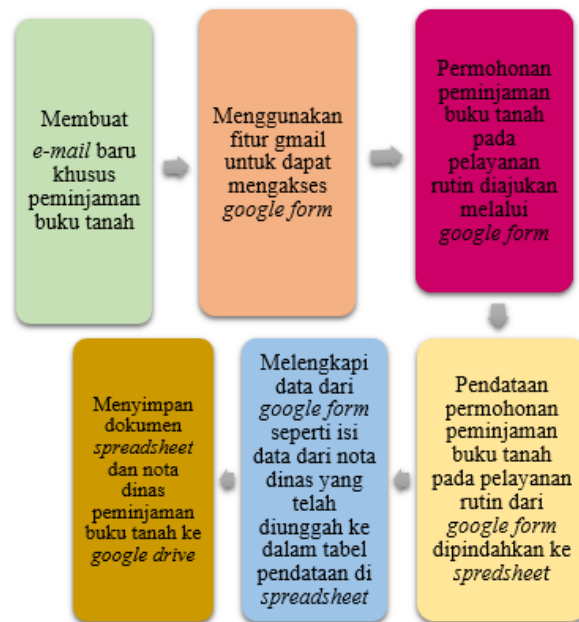 Membuat
e-mail baru
khusus
peminjaman
buku tanah
Menggunakan
fitur gmail
untuk dapat
mengakses
google form
Permohonan
peminjaman
buku tanah
pada
pelayanan
rutin diajukan
melalui
google form
Pendataan
permohonan
peminjaman
buku tanah
pada pelayanan
rutin dari
google form
dipindahkan ke
spredsheet
Melengkapi
data dari
google form
seperti isi
data dari nota
dinas yang
telah
diunggah ke
dalam tabel
pendataan di
spreadsheet
Menyimpan
dokumen
spreadsheet
dan nota
dinas
peminjaman
buku tanah ke
google drive